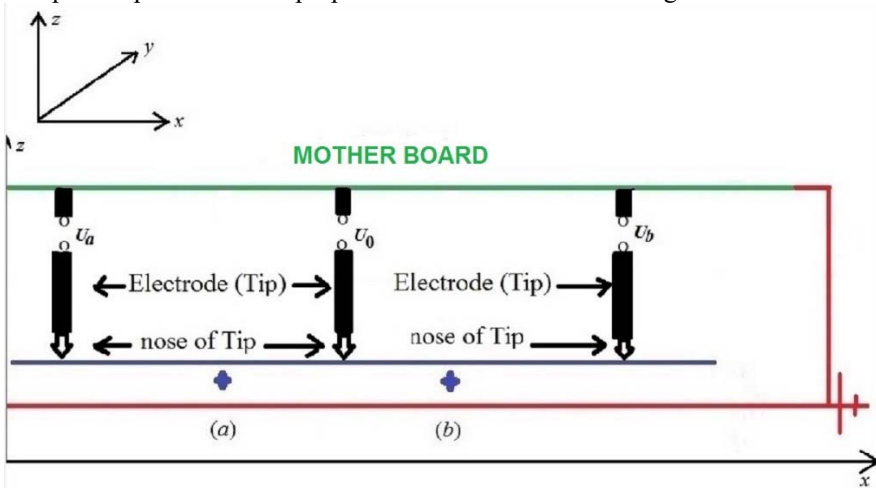 z
y
x
z
MOTHER BOARD
Ua
U0
Ub
Electrode (Tip)
Electrode (Tip)
nose of Tip
nose of Tip
(a)
(b)
x